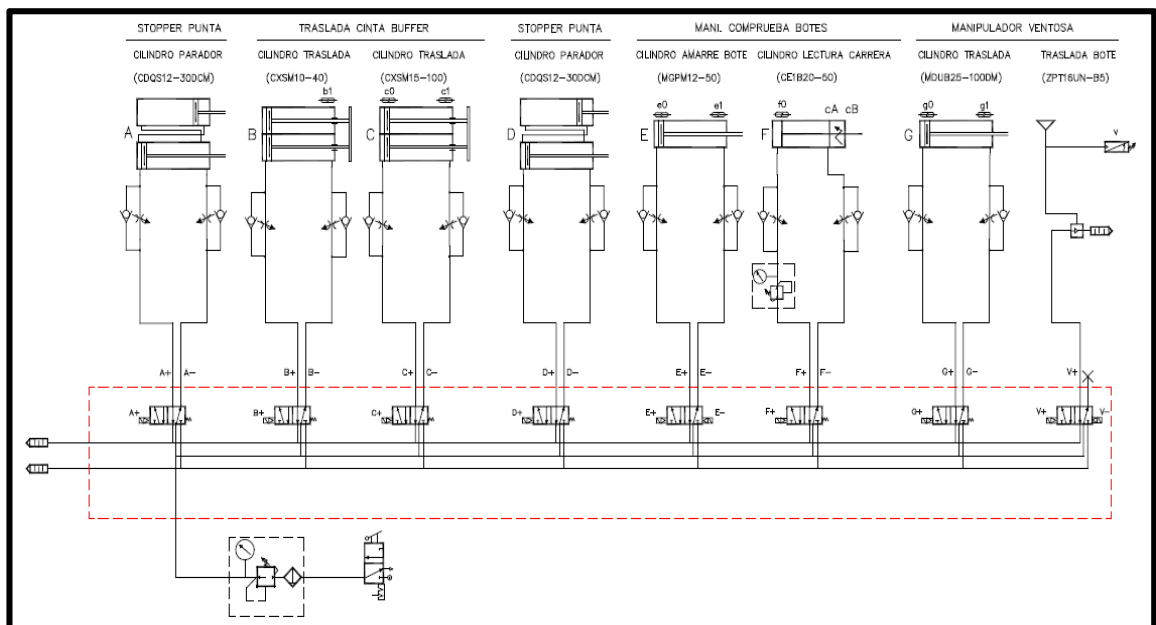 STOPPER PUNTA TRASLADA CINTA BUFFER STOPPER PUNTA MANI. COMPRUEBA BOTES MANIPULADOR VENTOSA
CILINDRO PARADOR CILINDRO TRASLADA CILINDRO TRASLADA CILINDRO PARADOR CILINDRO AMARRE BOTE CILINDRO LECTURA CARRERA CILINDRO TRASLADA TRASLADA BOTE
(CDQS12-30DCM) (CXSM10-40) (CXSM15-100) (CDQS12-30DCM) (MGPM12-50) (CE1B20-50) (MDUB25-100DM) (ZPT16UN-B5)
b1 c0 c1 e0 e1 f0 cA cB g0 g1
A B C D E F G v
A+ A- B+ B- C+ C- D+ D- E+ E- F+ F- G+ G- V+
A+ B+ C+ D+ E+ E- F+ G+ V+ V-